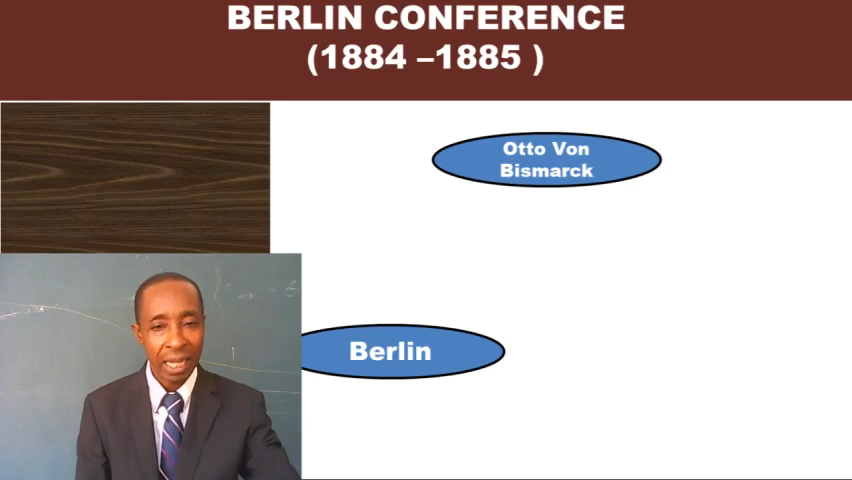 BERLIN CONFERENCE
(1884 –1885 )
Otto Von
Bismarck
Berlin